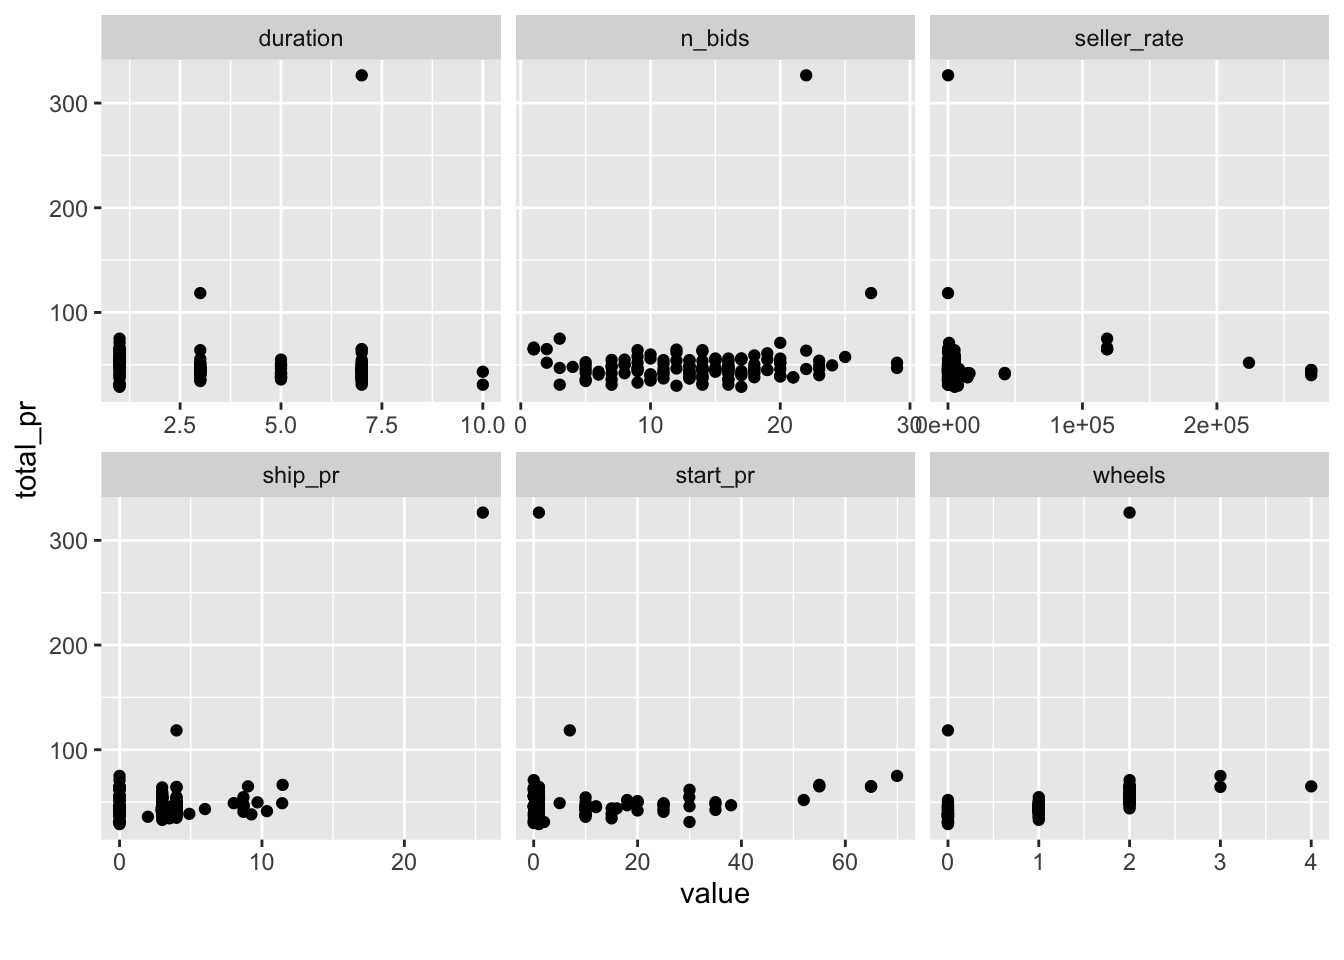 duration n_bids seller_rate
300
200
100
2.5 5.0 7.5 10.0 0 10 20 30 0e+00 1e+05 2e+05
total_pr
ship_pr start_pr wheels
300
200
100
0 10 20 0 20 40 60 0 1 2 3 4
value